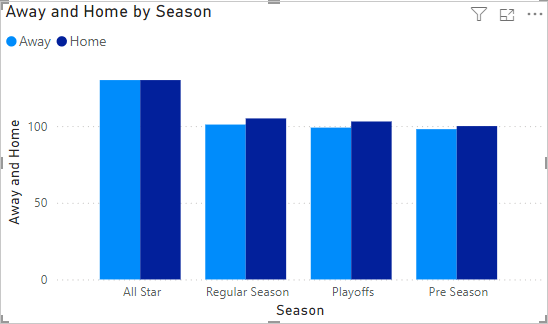 Away and Home by Season
Away Home
Away and Home
100
50
0
All Star Regular Season Playoffs Pre Season
Season